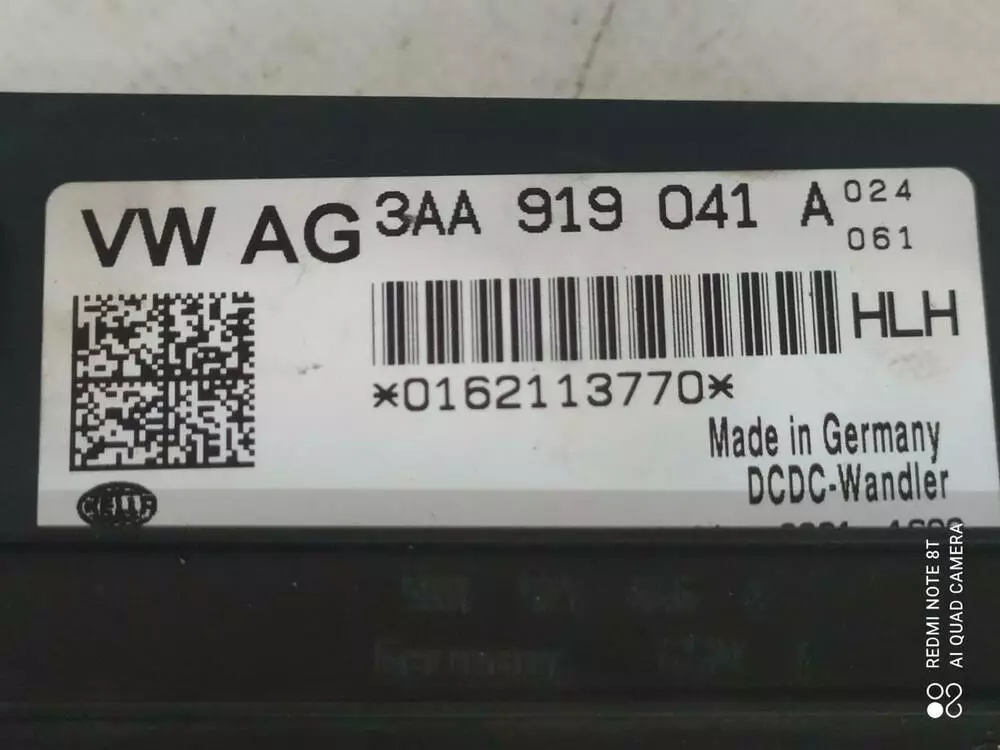 VW AG 3AA 919 041 A 024
061
HLH
*0162113770*
Made in Germany
DCDC-Wandler
HELLA
REDMI NOTE 8T
AI QUAD CAMERA